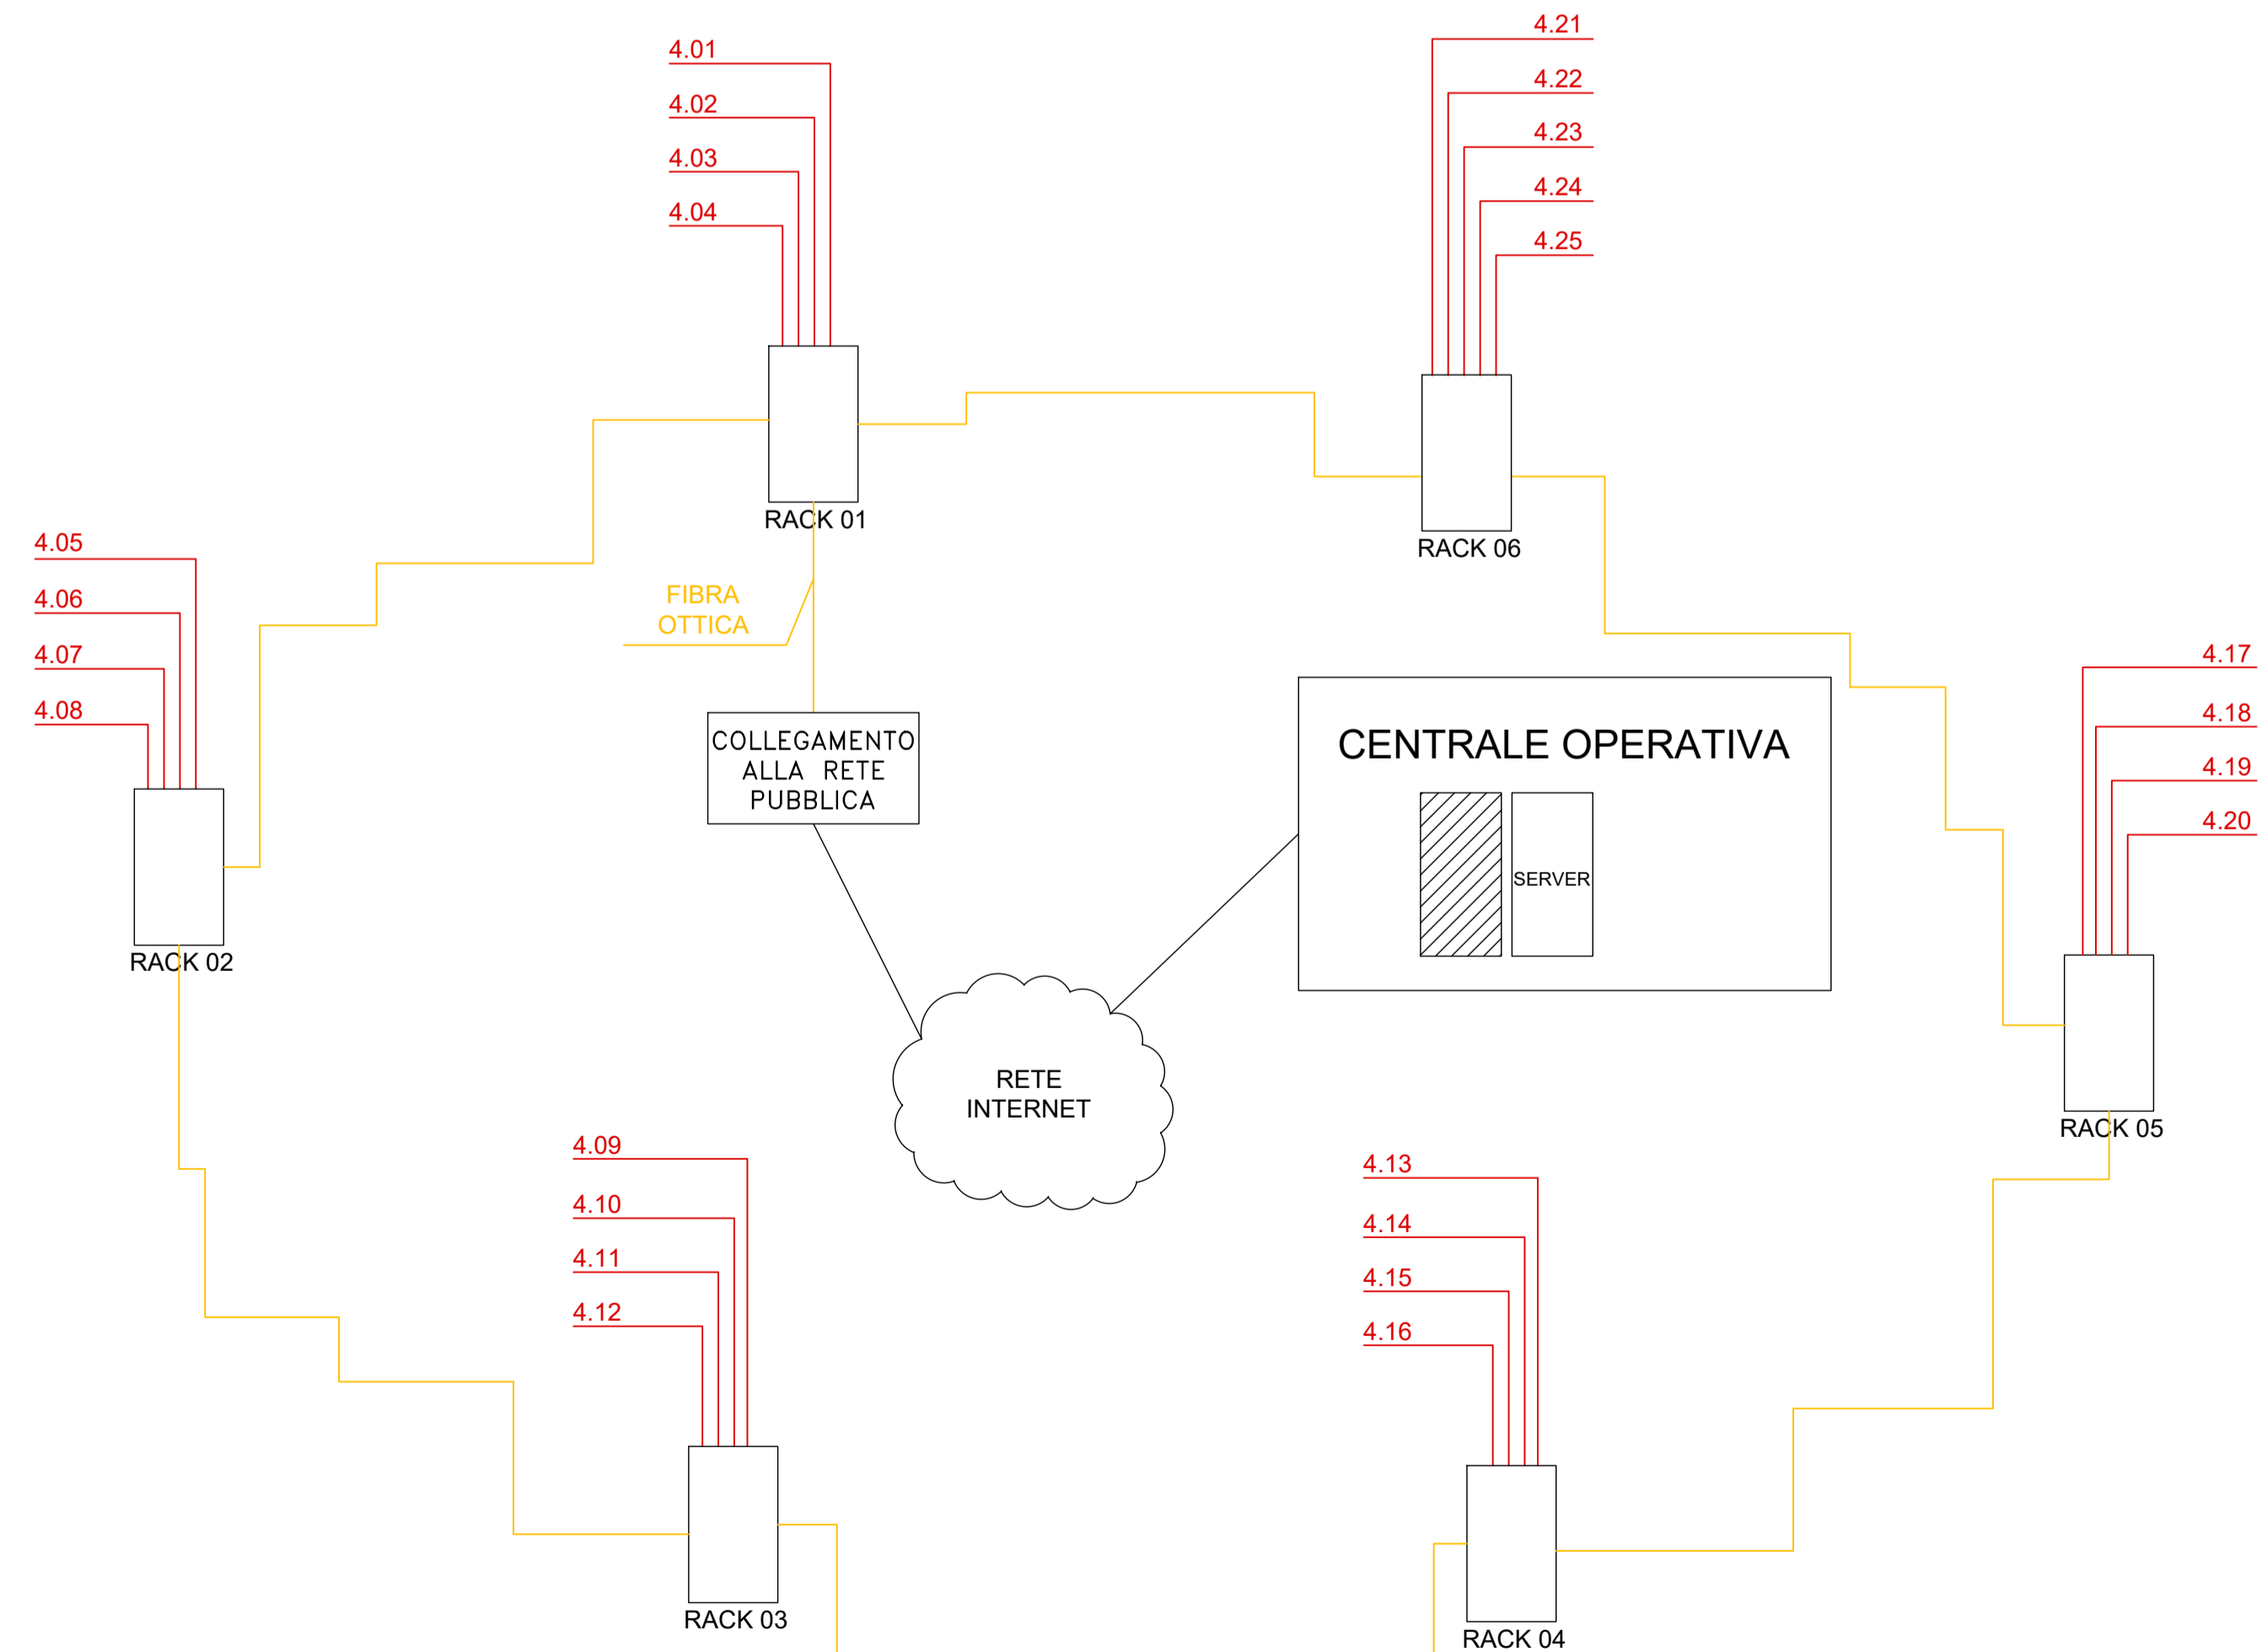 4.01
4.02
4.03
4.04
4.21
4.22
4.23
4.24
4.25
RACK 01
RACK 06
4.05
4.06
4.07
4.08
FIBRA
OTTICA
4.17
4.18
4.19
4.20
COLLEGAMENTO
ALLA RETE
PUBBLICA
CENTRALE OPERATIVA
SERVER
RACK 02
RETE
INTERNET
RACK 05
4.09
4.10
4.11
4.12
4.13
4.14
4.15
4.16
RACK 03
RACK 04